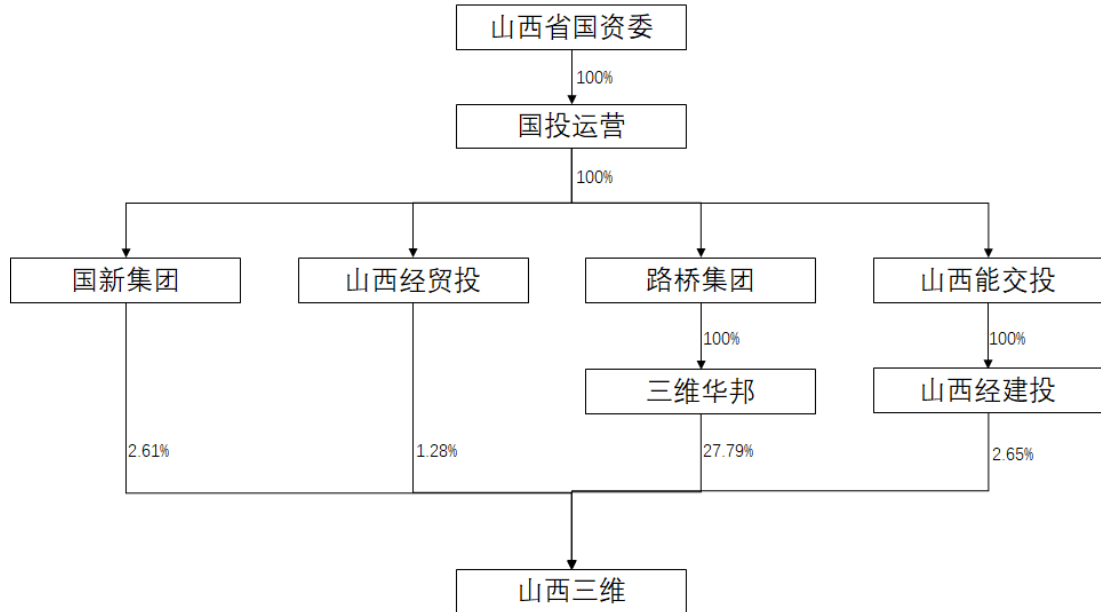 山西省国资委
100%
国投运营
100%
国新集团
山西经贸投
路桥集团
山西能交投
100%
100%
三维华邦
山西经建投
2.61%
1.28%
27.79%
2.65%
山西三维